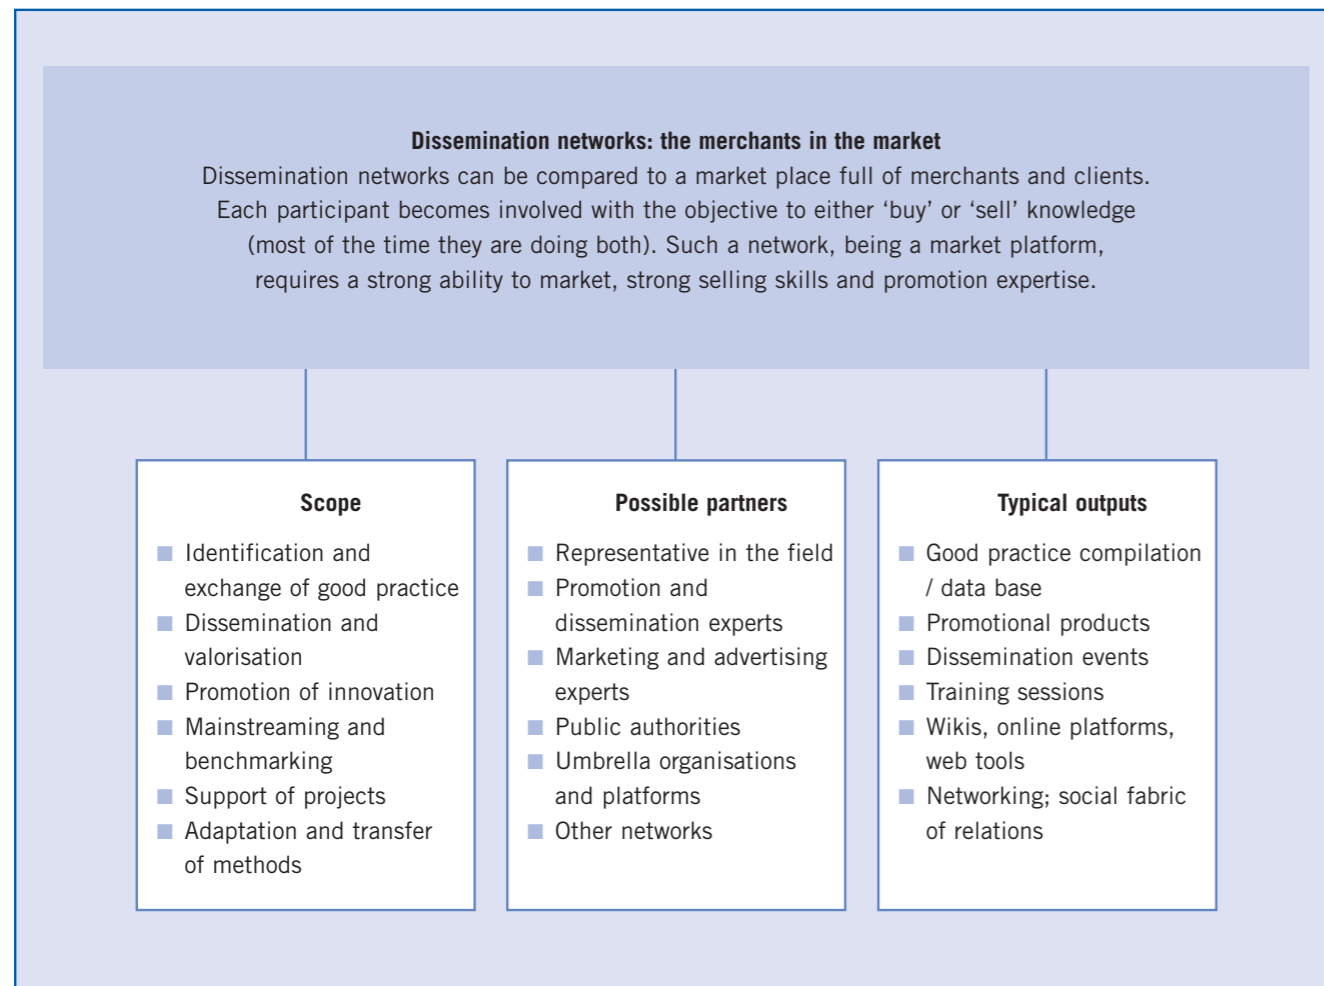 Dissemination networks: the merchants in the market
Dissemination networks can be compared to a market place full of merchants and clients.
Each participant becomes involved with the objective to either ‘buy’ or ‘sell’ knowledge
(most of the time they are doing both). Such a network, being a market platform,
requires a strong ability to market, strong selling skills and promotion expertise.
Scope
Identification and
exchange of good practice
Dissemination and
valorisation
Promotion of innovation
Mainstreaming and
benchmarking
Support of projects
Adaptation and transfer
of methods
Possible partners
Representative in the field
Promotion and
dissemination experts
Marketing and advertising
experts
Public authorities
Umbrella organisations
and platforms
Other networks
Typical outputs
Good practice compilation
/ data base
Promotional products
Dissemination events
Training sessions
Wikis, online platforms,
web tools
Networking; social fabric
of relations